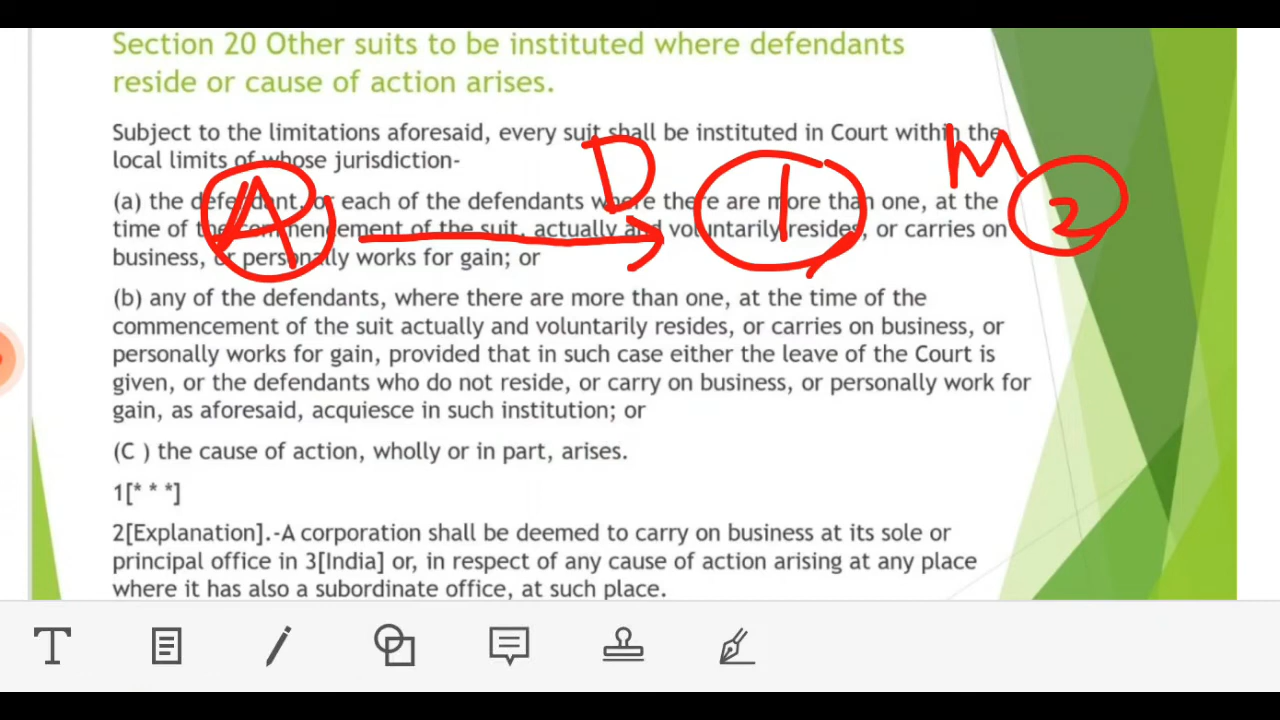 Section 20 Other suits to be instituted where defendants
reside or cause of action arises.
Subject to the limitations aforesaid, every suit shall be instituted in Court within the
local limits of whose jurisdiction-
D
M
(a) the defendant, or each of the defendants where there are more than one, at the
A
1
2
time of the commencement of the suit, actually and voluntarily resides, or carries on
business, or personally works for gain; or
(b) any of the defendants, where there are more than one, at the time of the
commencement of the suit actually and voluntarily resides, or carries on business, or
personally works for gain, provided that in such case either the leave of the Court is
given, or the defendants who do not reside, or carry on business, or personally work for
gain, as aforesaid, acquiesce in such institution; or
(C ) the cause of action, wholly or in part, arises.
1[* * *]
2[Explanation].-A corporation shall be deemed to carry on business at its sole or
principal office in 3[India] or, in respect of any cause of action arising at any place
where it has also a subordinate office, at such place.
T